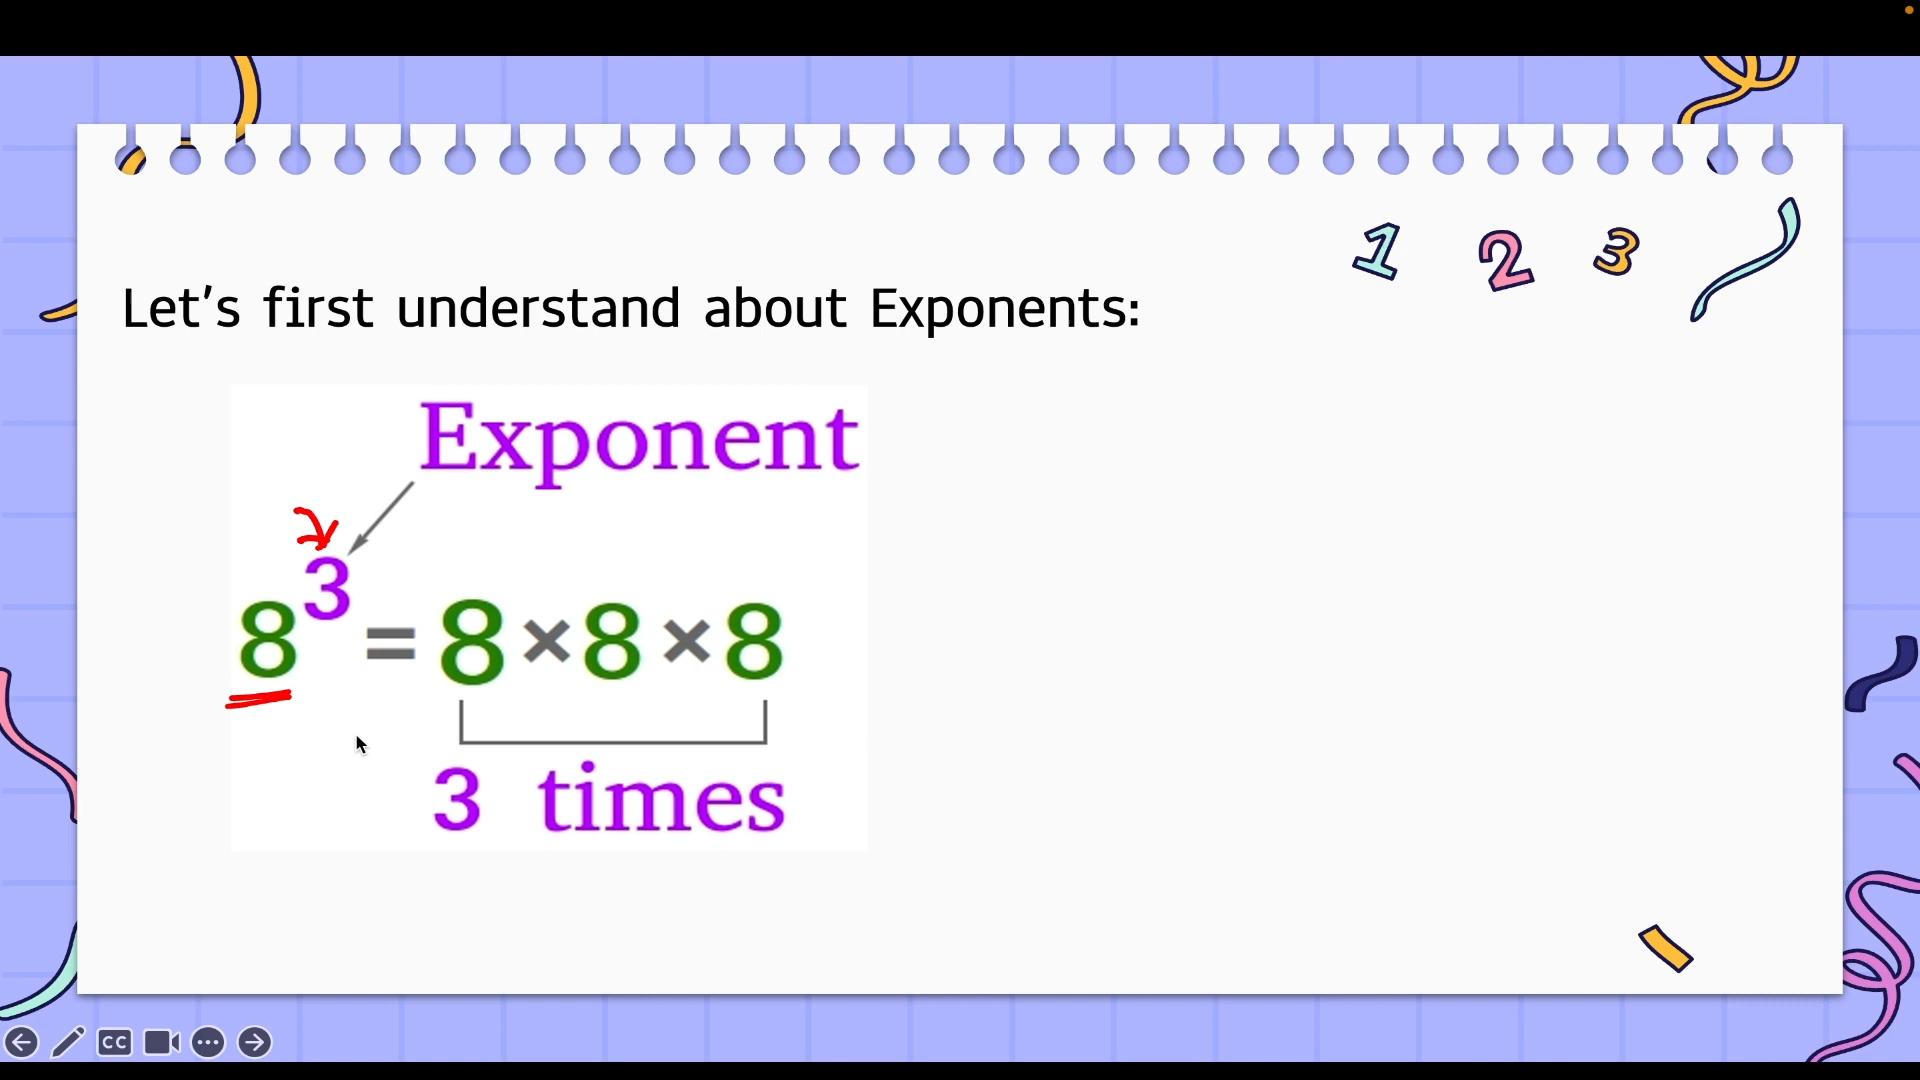 1 2 3
Let's first understand about Exponents:
Exponent
8³ = 8×8×8
3 times
CC